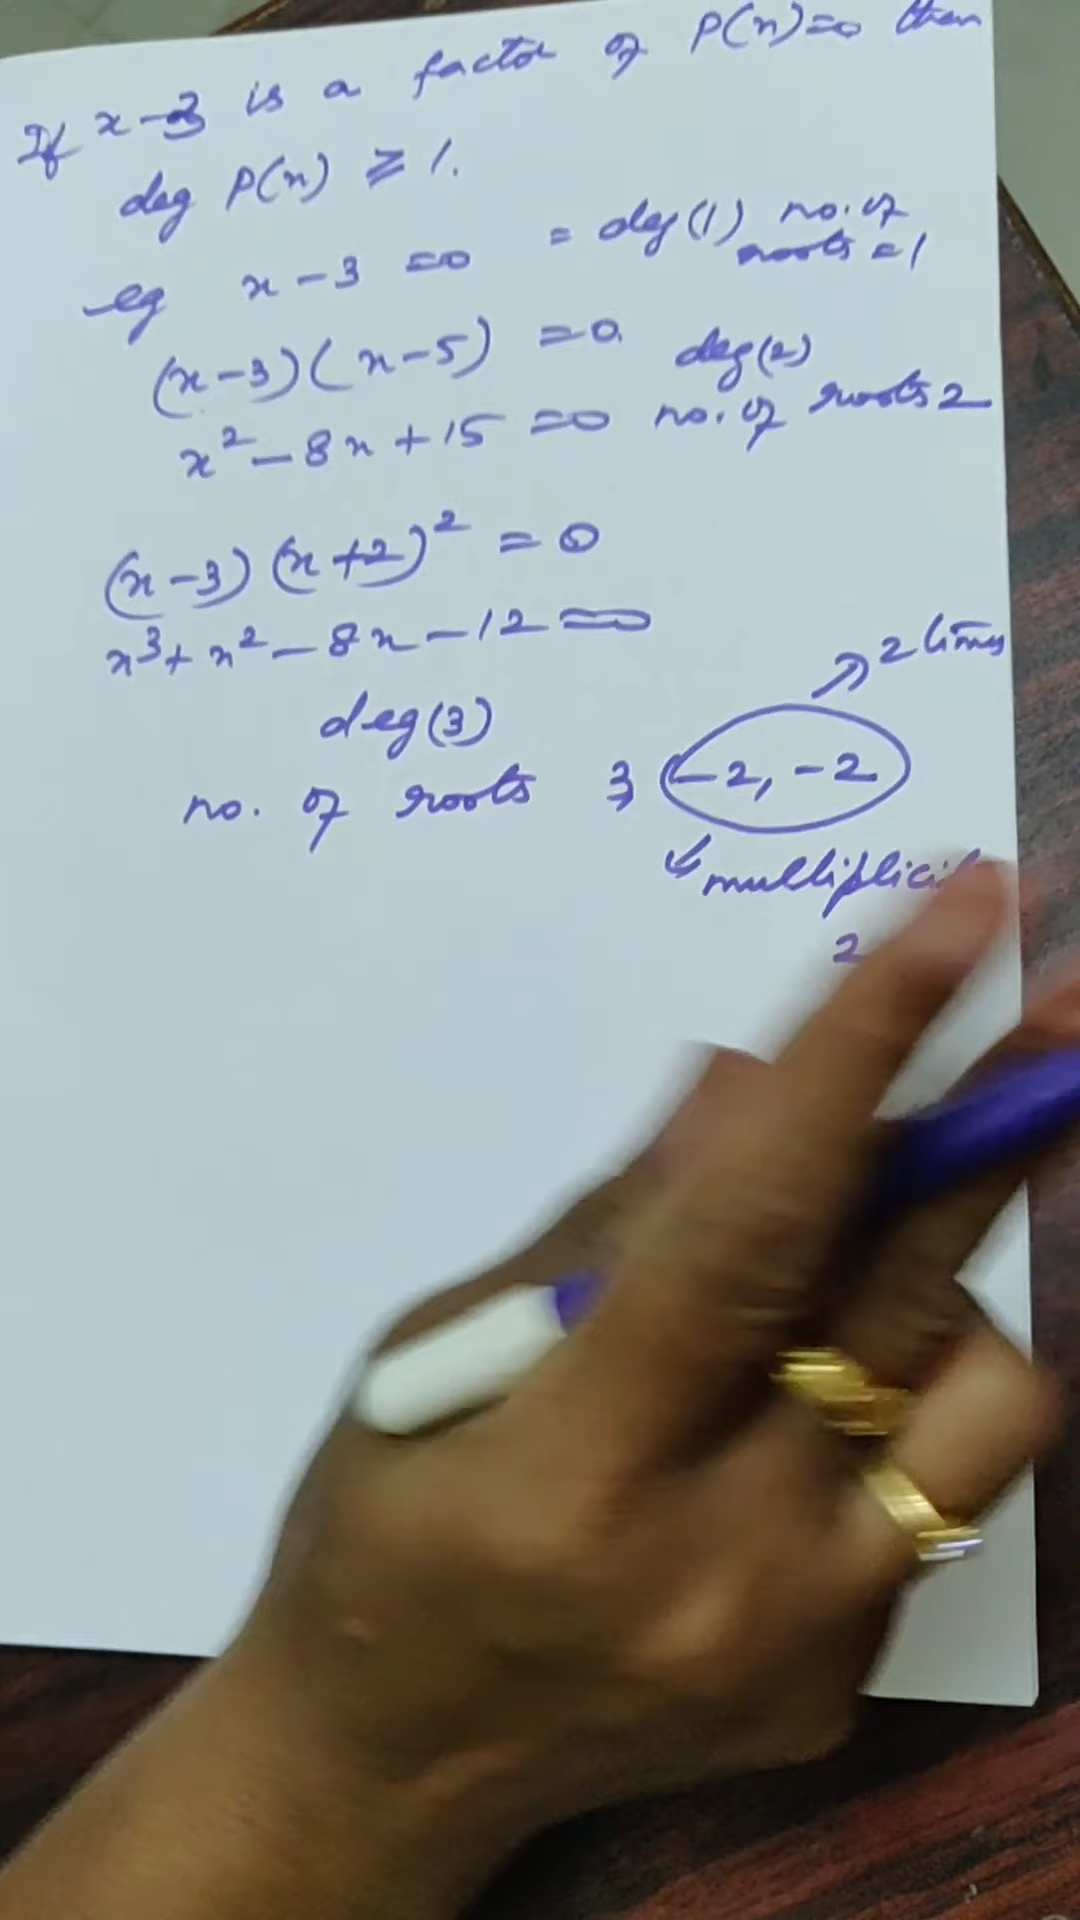 If x-3 is a factor of P(x)=0 then
deg P(x) ≥ 1.
eg x-3 =0 = deg(1) no. of roots = 1
(x-3)(x-5) =0. deg(2)
x²-8x+15 =0 no. of roots 2
(x-3)(x+2)² = 0
x³+x²-8x-12=0
deg(3)
2 times
no. of roots 3, -2, -2
2